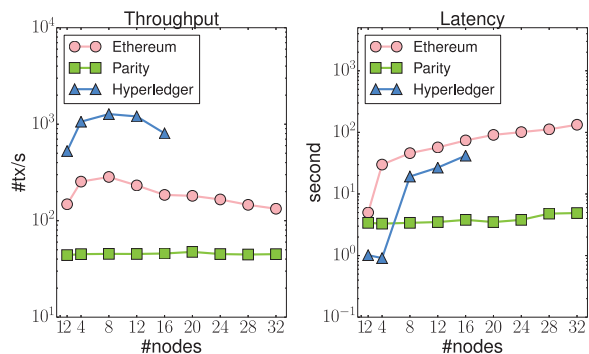 Throughput
10^4
10^3
10^2
10^1
#tx/s
Ethereum
Parity
Hyperledger
12 4 8 12 16 20 24 28 32
#nodes
Latency
10^3
10^2
10^1
10^0
10^-1
second
Ethereum
Parity
Hyperledger
12 4 8 12 16 20 24 28 32
#nodes